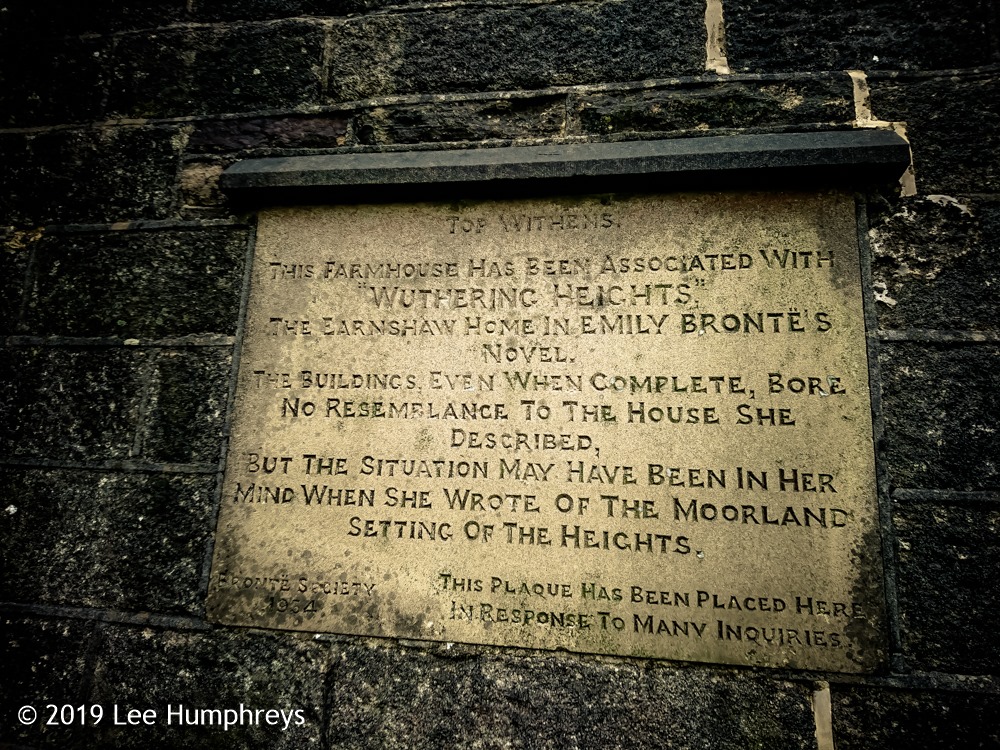 TOP WITHENS.
THIS FARMHOUSE HAS BEEN ASSOCIATED WITH
"WUTHERING HEIGHTS".
THE EARNSHAW HOME IN EMILY BRONTË'S
NOVEL.
THE BUILDINGS, EVEN WHEN COMPLETE, BORE
NO RESEMBLANCE TO THE HOUSE SHE
DESCRIBED,
BUT THE SITUATION MAY HAVE BEEN IN HER
MIND WHEN SHE WROTE OF THE MOORLAND
SETTING OF THE HEIGHTS.
BRONTË SOCIETY
1964
THIS PLAQUE HAS BEEN PLACED HERE
IN RESPONSE TO MANY INQUIRIES.
© 2019 Lee Humphreys